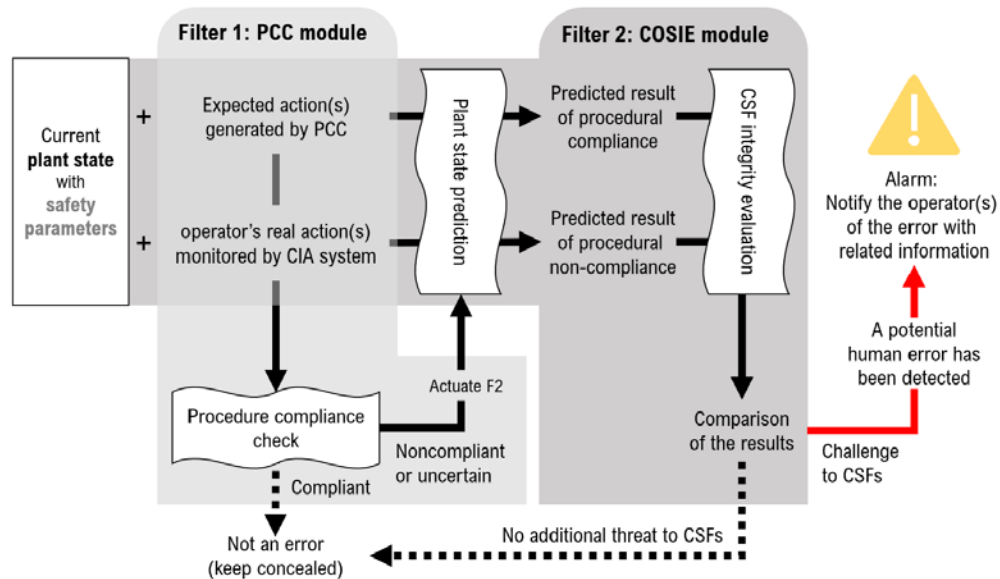 Filter 1: PCC module
Filter 2: COSIE module
Current
plant state
with
safety
parameters
+
+
Expected action(s)
generated by PCC
operator's real action(s)
monitored by CIA system
Plant state prediction
Predicted result
of procedural
compliance
Predicted result
of procedural
non-compliance
CSF integrity evaluation
Alarm:
Notify the operator(s)
of the error with
related information
A potential
human error has
been detected
Actuate F2
Procedure compliance
check
Noncompliant
or uncertain
Comparison
of the results
Challenge
to CSFs
Compliant
No additional threat to CSFs
Not an error
(keep concealed)